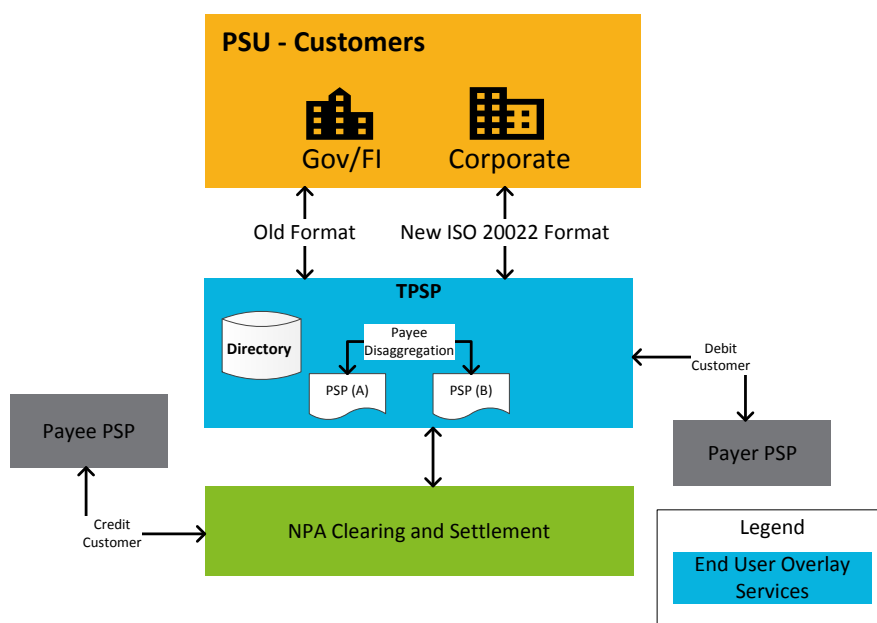 PSU - Customers
Gov/FI
Corporate
Old Format
New ISO 20022 Format
TPSP
Directory
Payee
Disaggregation
PSP (A)
PSP (B)
Debit
Customer
Payee PSP
Payer PSP
Credit
Customer
NPA Clearing and Settlement
Legend
End User Overlay
Services